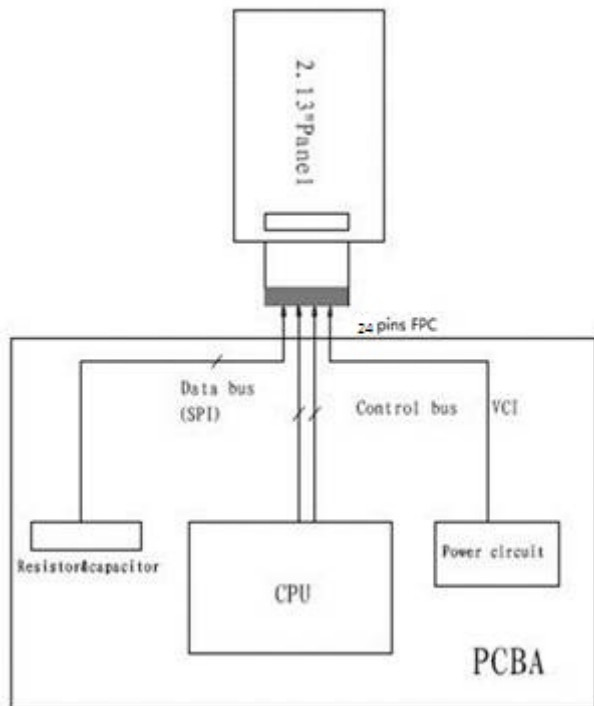 2.13"Panel
24 pins FPC
Data bus
(SPI)
Control bus
VCI
Resistor&capacitor
CPU
Power circuit
PCBA